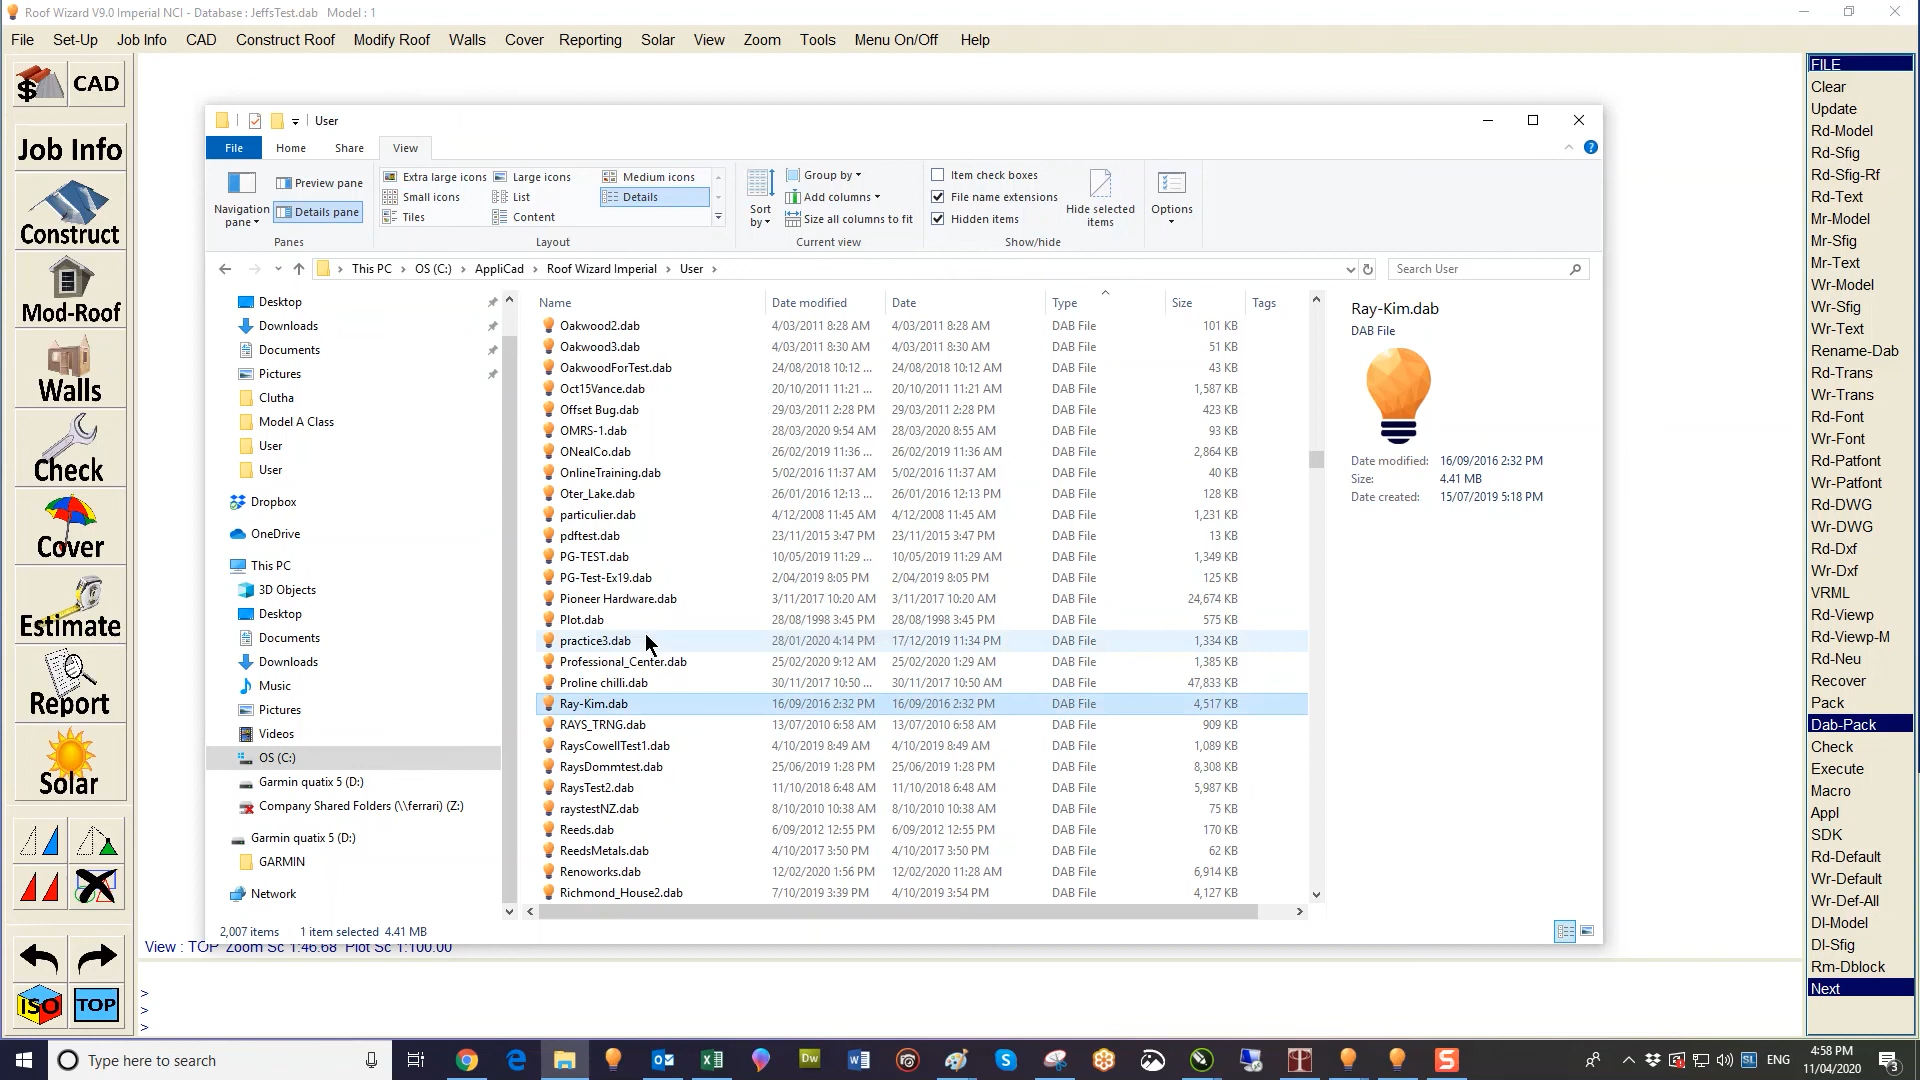 Roof Wizard V9.0 Imperial NCI - Database : JeffsTest.dab   Model : 1
File Set-Up Job Info CAD Construct Roof Modify Roof Walls Cover Reporting Solar View Zoom Tools Menu On/Off Help
$ CAD
Job Info
Construct
Mod-Roof
Walls
Check
Cover
Estimate
Report
Solar
ISO TOP
User
File Home Share View
Navigation pane
Preview pane
Details pane
Panes
Extra large icons Large icons Medium icons
Small icons List Details
Tiles Content
Layout
Sort by
Group by
Add columns
Size all columns to fit
Current view
Item check boxes
File name extensions
Hidden items
Hide selected items
Show/hide
Options
This PC OS (C:) AppliCad Roof Wizard Imperial User
Search User
Desktop
Downloads
Documents
Pictures
Clutha
Model A Class
User
User
Dropbox
OneDrive
This PC
3D Objects
Desktop
Documents
Downloads
Music
Pictures
Videos
OS (C:)
Garmin quatix 5 (D:)
Company Shared Folders (\\ferrari) (Z:)
Garmin quatix 5 (D:)
GARMIN
Network
Name Date modified Date Type Size Tags
Oakwood2.dab 4/03/2011 8:28 AM 4/03/2011 8:28 AM DAB File 101 KB
Oakwood3.dab 4/03/2011 8:30 AM 4/03/2011 8:30 AM DAB File 51 KB
OakwoodForTest.dab 24/08/2018 10:12 ... 24/08/2018 10:12 AM DAB File 43 KB
Oct15Vance.dab 20/10/2011 11:21 ... 20/10/2011 11:21 AM DAB File 1,587 KB
Offset Bug.dab 29/03/2011 2:28 PM 29/03/2011 2:28 PM DAB File 423 KB
OMRS-1.dab 28/03/2020 9:54 AM 28/03/2020 8:55 AM DAB File 93 KB
ONealCo.dab 26/02/2019 11:36 ... 26/02/2019 11:36 AM DAB File 2,864 KB
OnlineTraining.dab 5/02/2016 11:37 AM 5/02/2016 11:37 AM DAB File 40 KB
Oter_Lake.dab 26/01/2016 12:13 ... 26/01/2016 12:13 PM DAB File 128 KB
particulier.dab 4/12/2008 11:45 AM 4/12/2008 11:45 AM DAB File 1,231 KB
pdftest.dab 23/11/2015 3:47 PM 23/11/2015 3:47 PM DAB File 13 KB
PG-TEST.dab 10/05/2019 11:29 ... 10/05/2019 11:29 AM DAB File 1,349 KB
PG-Test-Ex19.dab 2/04/2019 8:05 PM 2/04/2019 8:05 PM DAB File 125 KB
Pioneer Hardware.dab 3/11/2017 10:20 AM 3/11/2017 10:20 AM DAB File 24,674 KB
Plot.dab 28/08/1998 3:45 PM 28/08/1998 3:45 PM DAB File 575 KB
practice3.dab 28/01/2020 4:14 PM 17/12/2019 11:34 PM DAB File 1,334 KB
Professional_Center.dab 25/02/2020 9:12 AM 25/02/2020 1:29 AM DAB File 1,385 KB
Proline chilli.dab 30/11/2017 10:50 ... 30/11/2017 10:50 AM DAB File 47,833 KB
Ray-Kim.dab 16/09/2016 2:32 PM 16/09/2016 2:32 PM DAB File 4,517 KB
RAYS_TRNG.dab 13/07/2010 6:58 AM 13/07/2010 6:58 AM DAB File 909 KB
RaysCowellTest1.dab 4/10/2019 8:49 AM 4/10/2019 8:49 AM DAB File 1,089 KB
RaysDommtest.dab 25/06/2019 1:28 PM 25/06/2019 1:28 PM DAB File 8,308 KB
RaysTest2.dab 11/10/2018 6:48 AM 11/10/2018 6:48 AM DAB File 5,987 KB
raystestNZ.dab 8/10/2010 10:38 AM 8/10/2010 10:38 AM DAB File 75 KB
Reeds.dab 6/09/2012 12:55 PM 6/09/2012 12:55 PM DAB File 170 KB
ReedsMetals.dab 4/10/2017 3:50 PM 4/10/2017 3:50 PM DAB File 62 KB
Renoworks.dab 12/02/2020 1:56 PM 12/02/2020 11:28 AM DAB File 6,914 KB
Richmond_House2.dab 7/10/2019 3:39 PM 4/10/2019 3:54 PM DAB File 4,127 KB
Ray-Kim.dab
DAB File
Date modified: 16/09/2016 2:32 PM
Size: 4.41 MB
Date created: 15/07/2019 5:18 PM
2,007 items 1 item selected 4.41 MB
View : TOP Zoom Sc 1:46.68 Plot Sc 1:100.00
>
>
>
FILE
Clear
Update
Rd-Model
Rd-Sfig
Rd-Sfig-Rf
Rd-Text
Mr-Model
Mr-Sfig
Mr-Text
Wr-Model
Wr-Sfig
Wr-Text
Rename-Dab
Rd-Trans
Wr-Trans
Rd-Font
Wr-Font
Rd-Patfont
Wr-Patfont
Rd-DWG
Wr-DWG
Rd-Dxf
Wr-Dxf
VRML
Rd-Viewp
Rd-Viewp-M
Rd-Neu
Recover
Pack
Dab-Pack
Check
Execute
Macro
Appl
SDK
Rd-Default
Wr-Default
Wr-Def-All
Dl-Model
Dl-Sfig
Rm-Dblock
Next
Type here to search
Dw
SL ENG
4:58 PM
11/04/2020
3